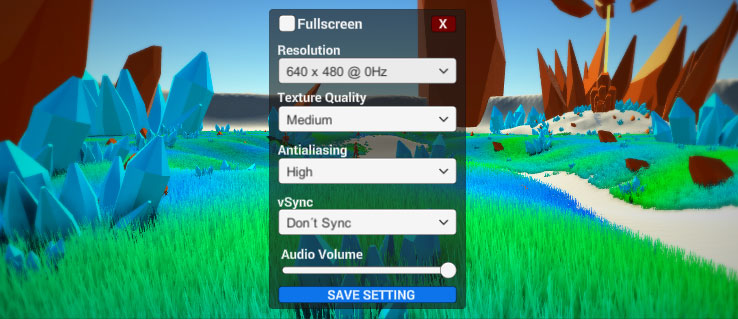 Fullscreen X
Resolution
640 x 480 @ 0Hz
Texture Quality
Medium
Antialiasing
High
vSync
Don´t Sync
Audio Volume
SAVE SETTING